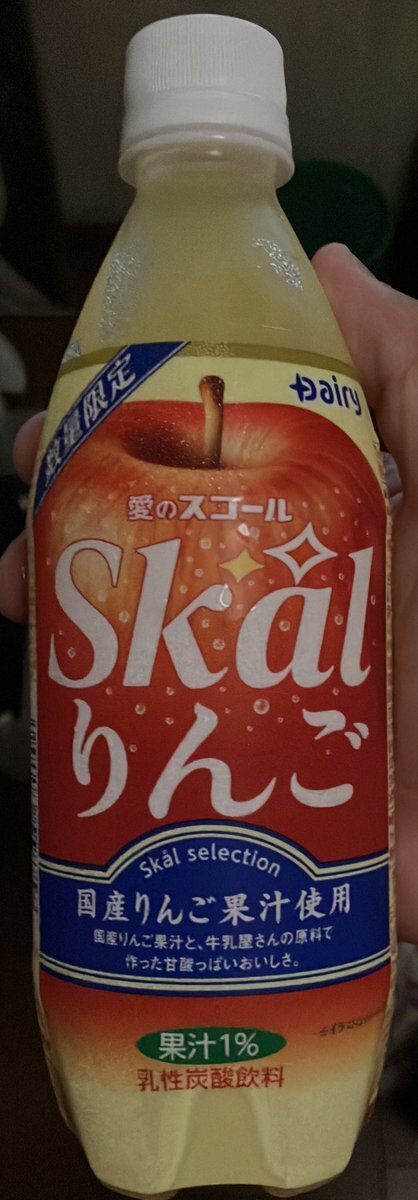 数量限定
Dairy
愛のスコール
Skål
りんご
Skål selection
国産りんご果汁使用
国産りんご果汁と、牛乳屋さんの原料で
作った甘酸っぱいおいしさ。
果汁1%
乳性炭酸飲料